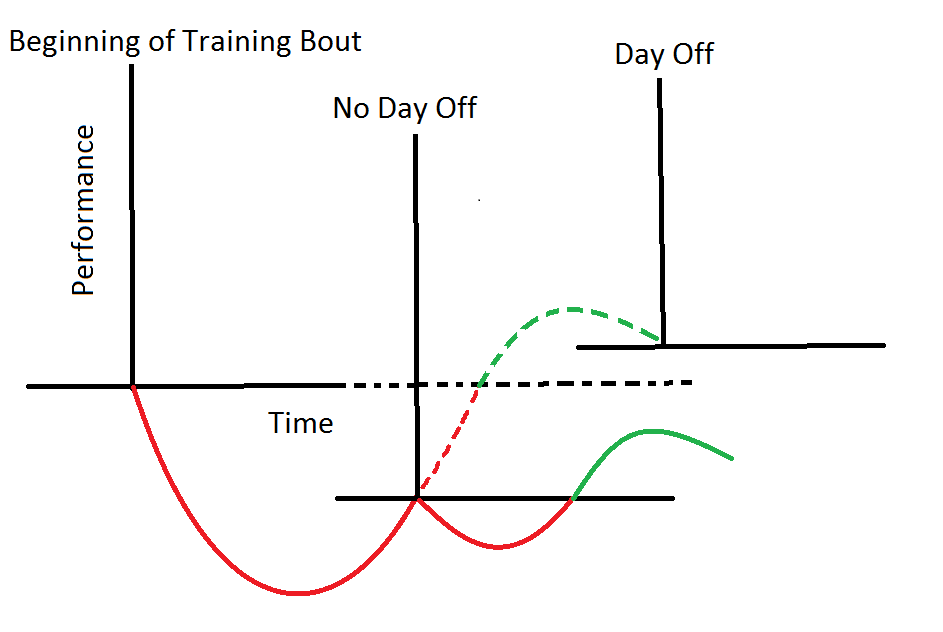 Beginning of Training Bout
Day Off
No Day Off
Performance
Time